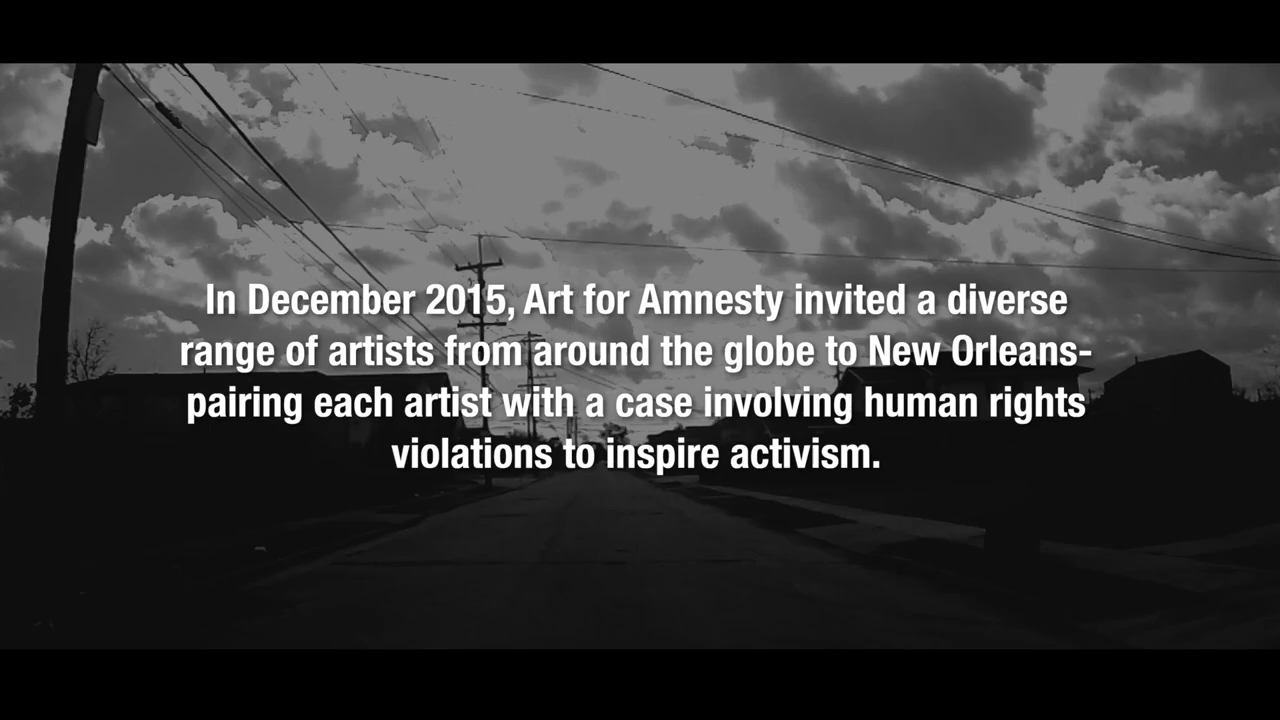 In December 2015, Art for Amnesty invited a diverse
range of artists from around the globe to New Orleans-
pairing each artist with a case involving human rights
violations to inspire activism.